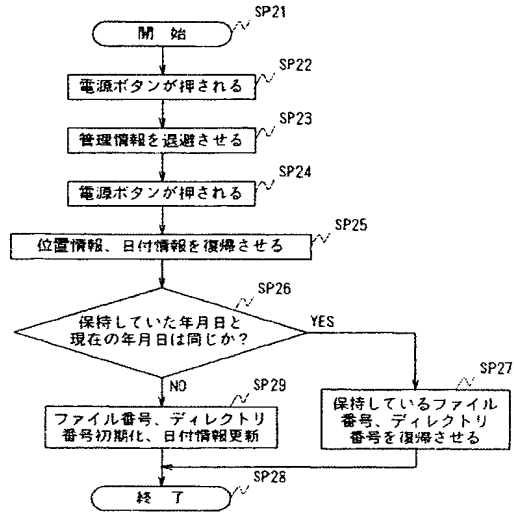 SP21
開 始
SP22
電源ボタンが押される
SP23
管理情報を退避させる
SP24
電源ボタンが押される
SP25
位置情報、日付情報を復帰させる
SP26
保持していた年月日と
現在の年月日は同じか？
YES
NO
SP29
ファイル番号、ディレクトリ
番号初期化、日付情報更新
SP27
保持しているファイル
番号、ディレクトリ
番号を復帰させる
SP28
終 了